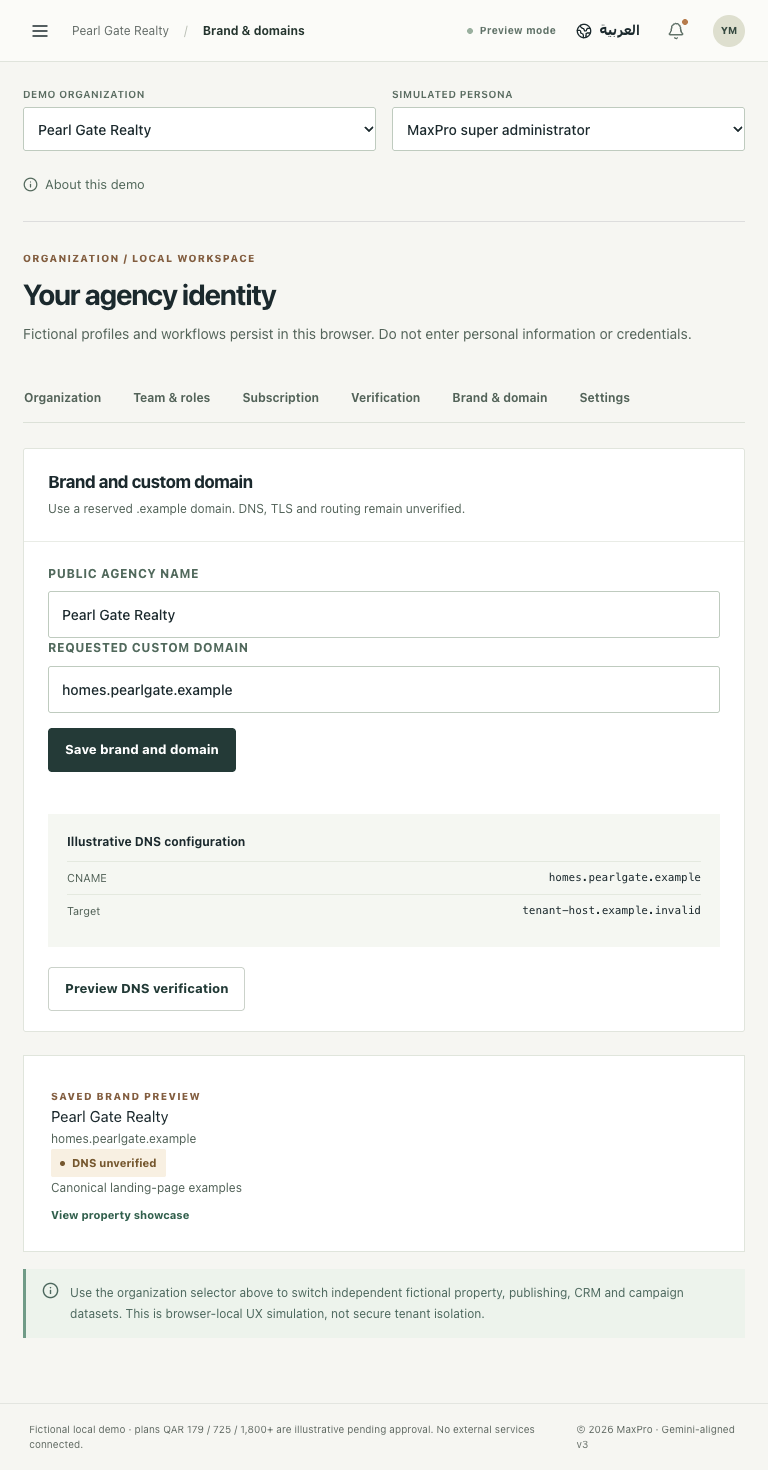 Pearl Gate Realty / Brand & domains
Preview mode
العربية
YM
DEMO ORGANIZATION
Pearl Gate Realty
SIMULATED PERSONA
MaxPro super administrator
About this demo
ORGANIZATION / LOCAL WORKSPACE
Your agency identity
Fictional profiles and workflows persist in this browser. Do not enter personal information or credentials.
Organization Team & roles Subscription Verification Brand & domain Settings
Brand and custom domain
Use a reserved .example domain. DNS, TLS and routing remain unverified.
PUBLIC AGENCY NAME
Pearl Gate Realty
REQUESTED CUSTOM DOMAIN
homes.pearlgate.example
Save brand and domain
Illustrative DNS configuration
CNAME homes.pearlgate.example
Target tenant-host.example.invalid
Preview DNS verification
SAVED BRAND PREVIEW
Pearl Gate Realty
homes.pearlgate.example
DNS unverified
Canonical landing-page examples
View property showcase
Use the organization selector above to switch independent fictional property, publishing, CRM and campaign
datasets. This is browser-local UX simulation, not secure tenant isolation.
Fictional local demo · plans QAR 179 / 725 / 1,800+ are illustrative pending approval. No external services
connected.
© 2026 MaxPro · Gemini-aligned
v3